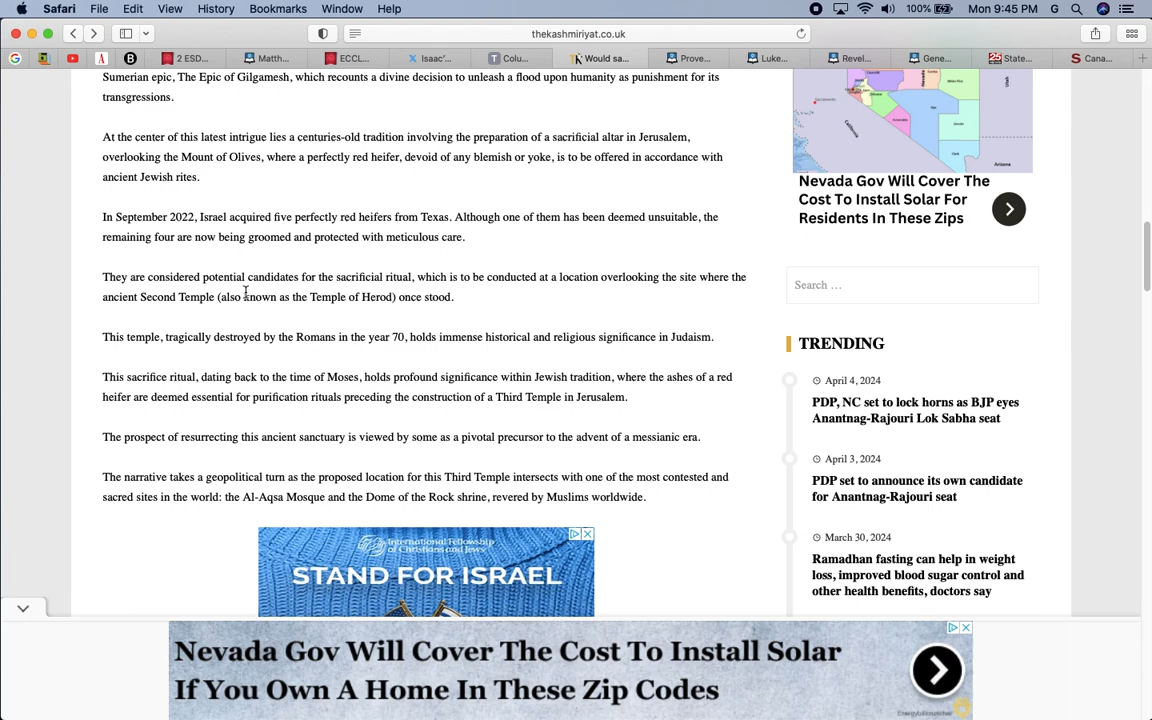 Safari File Edit View History Bookmarks Window Help 100% Mon 9:45 PM G
thekashmiriyat.co.uk
2 ESD... Matth... ECCL... Isaac'... Colu... Would sa... Prove... Luke... Revel... Gene... State... Cana...
Sumerian epic, The Epic of Gilgamesh, which recounts a divine decision to unleash a flood upon humanity as punishment for its
transgressions.
At the center of this latest intrigue lies a centuries-old tradition involving the preparation of a sacrificial altar in Jerusalem,
overlooking the Mount of Olives, where a perfectly red heifer, devoid of any blemish or yoke, is to be offered in accordance with
ancient Jewish rites.
In September 2022, Israel acquired five perfectly red heifers from Texas. Although one of them has been deemed unsuitable, the
remaining four are now being groomed and protected with meticulous care.
They are considered potential candidates for the sacrificial ritual, which is to be conducted at a location overlooking the site where the
ancient Second Temple (also known as the Temple of Herod) once stood.
This temple, tragically destroyed by the Romans in the year 70, holds immense historical and religious significance in Judaism.
This sacrifice ritual, dating back to the time of Moses, holds profound significance within Jewish tradition, where the ashes of a red
heifer are deemed essential for purification rituals preceding the construction of a Third Temple in Jerusalem.
The prospect of resurrecting this ancient sanctuary is viewed by some as a pivotal precursor to the advent of a messianic era.
The narrative takes a geopolitical turn as the proposed location for this Third Temple intersects with one of the most contested and
sacred sites in the world: the Al-Aqsa Mosque and the Dome of the Rock shrine, revered by Muslims worldwide.
International Fellowship
of Christians and Jews
STAND FOR ISRAEL
California
Utah
Arizona
Nevada Gov Will Cover The
Cost To Install Solar For
Residents In These Zips
Search ...
TRENDING
April 4, 2024
PDP, NC set to lock horns as BJP eyes
Anantnag-Rajouri Lok Sabha seat
April 3, 2024
PDP set to announce its own candidate
for Anantnag-Rajouri seat
March 30, 2024
Ramadhan fasting can help in weight
loss, improved blood sugar control and
other health benefits, doctors say
Nevada Gov Will Cover The Cost To Install Solar
If You Own A Home In These Zip Codes